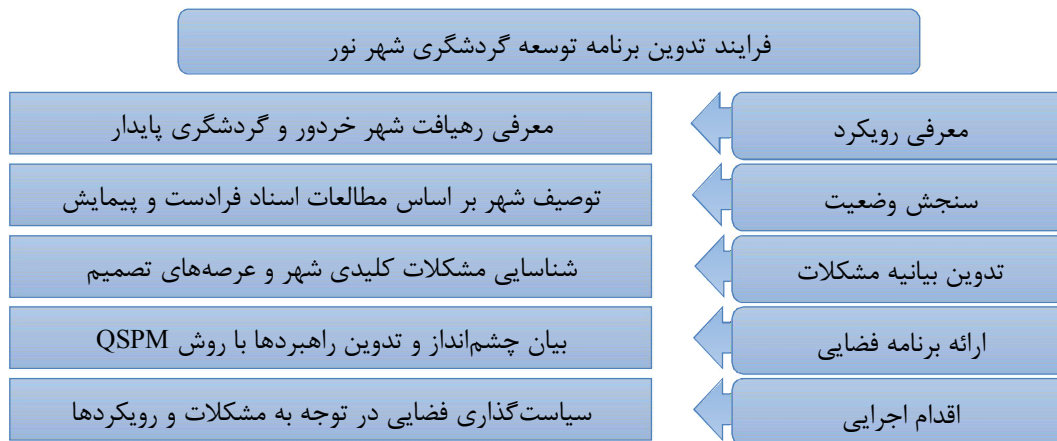 فرایند تدوین برنامه توسعه گردشگری شهر نور
معرفی رویکرد
معرفی رهیافت شهر خردور و گردشگری پایدار
سنجش وضعیت
توصیف شهر بر اساس مطالعات اسناد فرادست و پیمایش
تدوین بیانیه مشکلات
شناسایی مشکلات کلیدی شهر و عرصه‌های تصمیم
ارائه برنامه فضایی
بیان چشم‌انداز و تدوین راهبردها با روش QSPM
اقدام اجرایی
سیاست‌گذاری فضایی در توجه به مشکلات و رویکردها